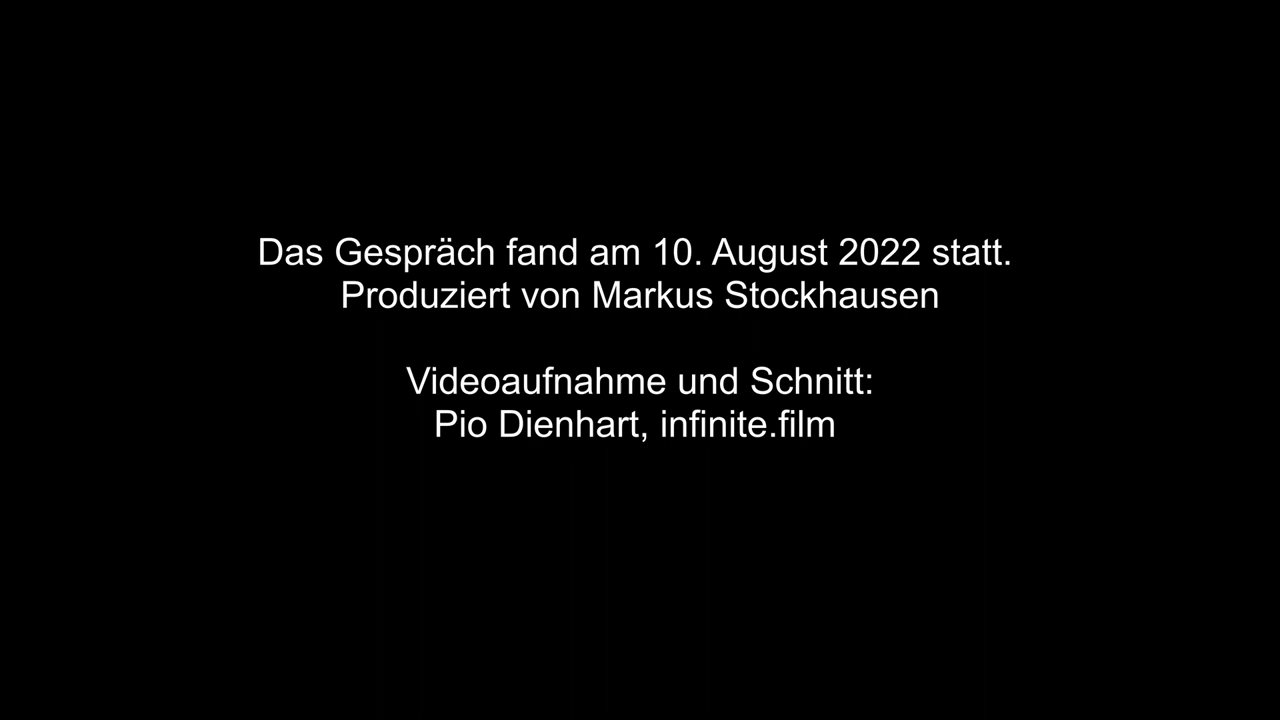 Das Gespräch fand am 10. August 2022 statt.
Produziert von Markus Stockhausen
Videoaufnahme und Schnitt:
Pio Dienhart, infinite.film